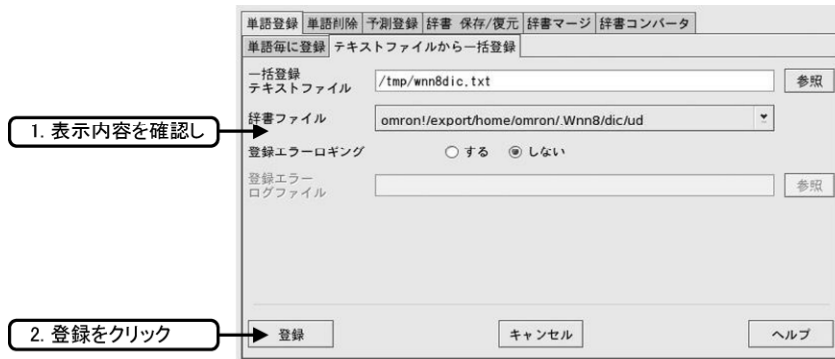 単語登録 単語削除 予測登録 辞書 保存/復元 辞書マージ 辞書コンバータ
単語毎に登録 テキストファイルから一括登録
一括登録
テキストファイル /tmp/wnn8dic.txt 参照
1. 表示内容を確認し
辞書ファイル omron!/export/home/omron/.Wnn8/dic/ud
登録エラーロギング する しない
登録エラー
ログファイル 参照
2. 登録をクリック
登録 キャンセル ヘルプ